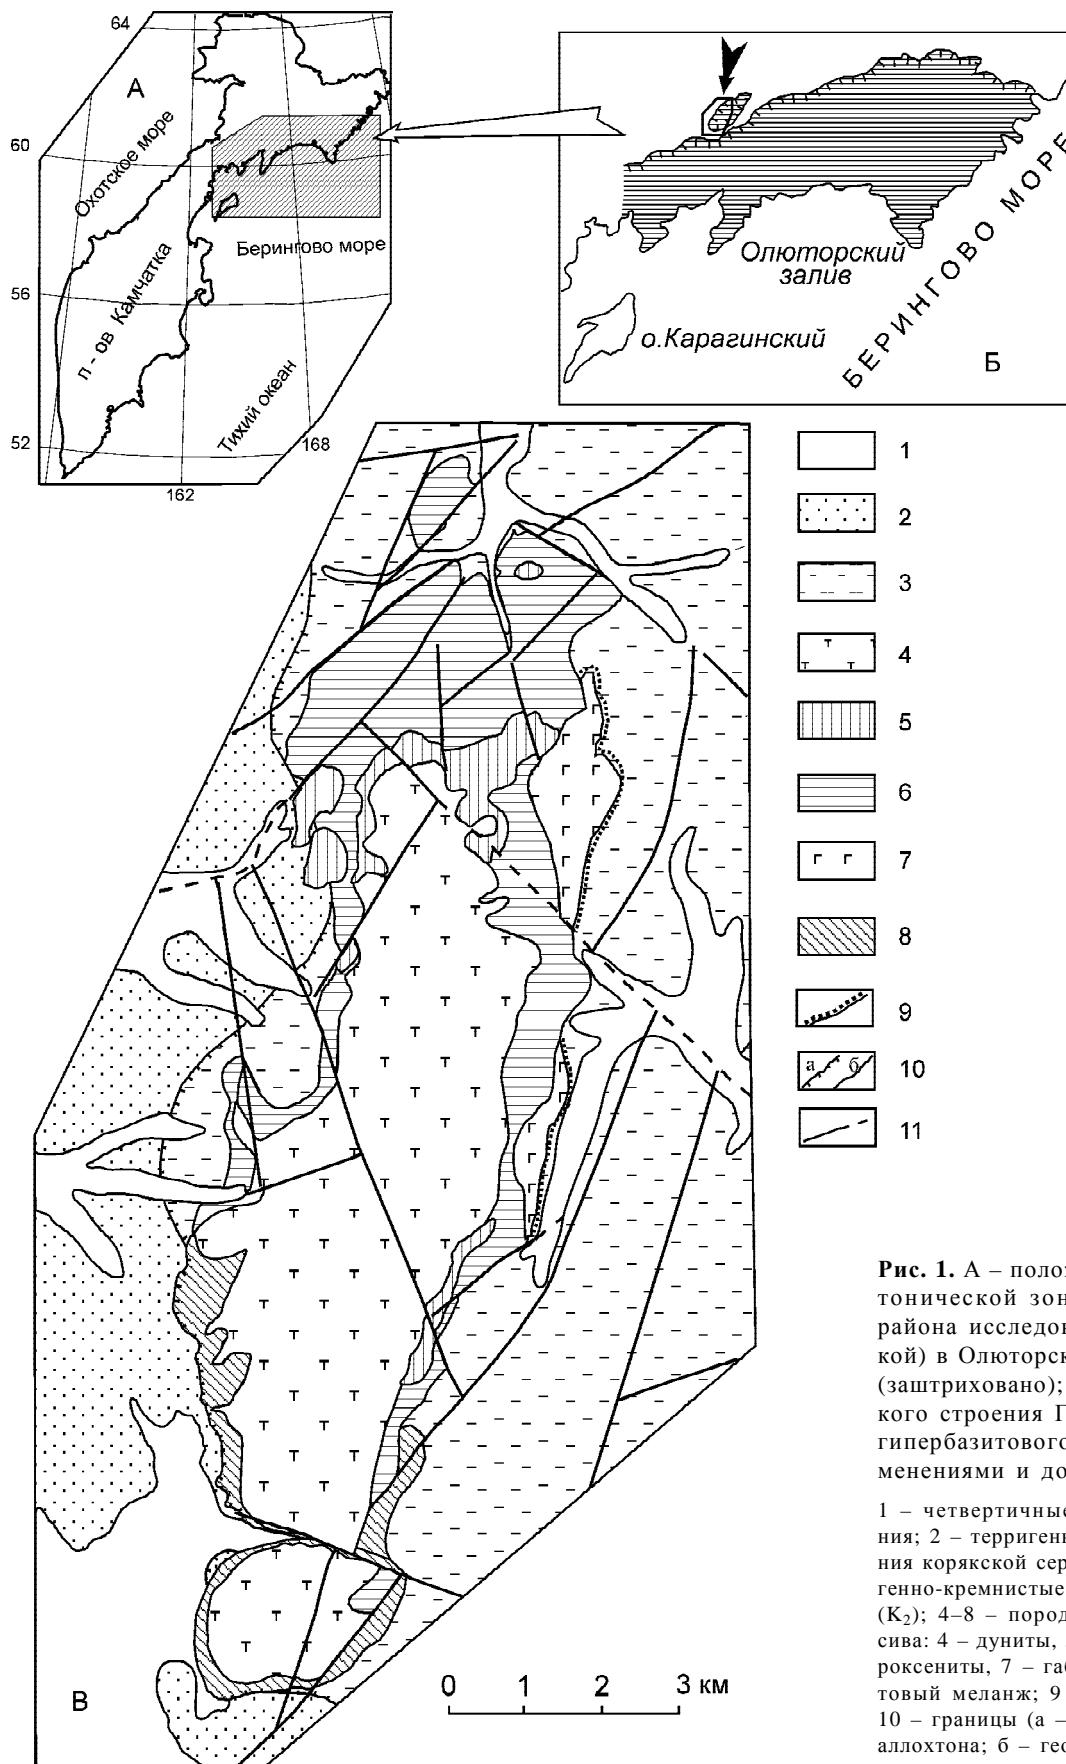 64
А
60
Охотское море
Берингово море
56
п - ов Камчатка
Тихий океан
52
168
162
Олюторский
залив
о.Карагинский
БЕРИНГОВО МОРЕ
Б
1
2
3
4
5
6
7
8
9
а б 10
11
В
0 1 2 3 км
Рис. 1. А – полож
тонической зон
района исследов
кой) в Олюторск
(заштриховано);
кого строения Г
гипербазитового
менениями и до
1 – четвертичные
ния; 2 – терригенн
ния корякской сер
генно-кремнистые
(K₂); 4–8 – пород
сива: 4 – дуниты,
роксениты, 7 – габ
товый меланж; 9
10 – границы (а –
аллохтона; б – гео